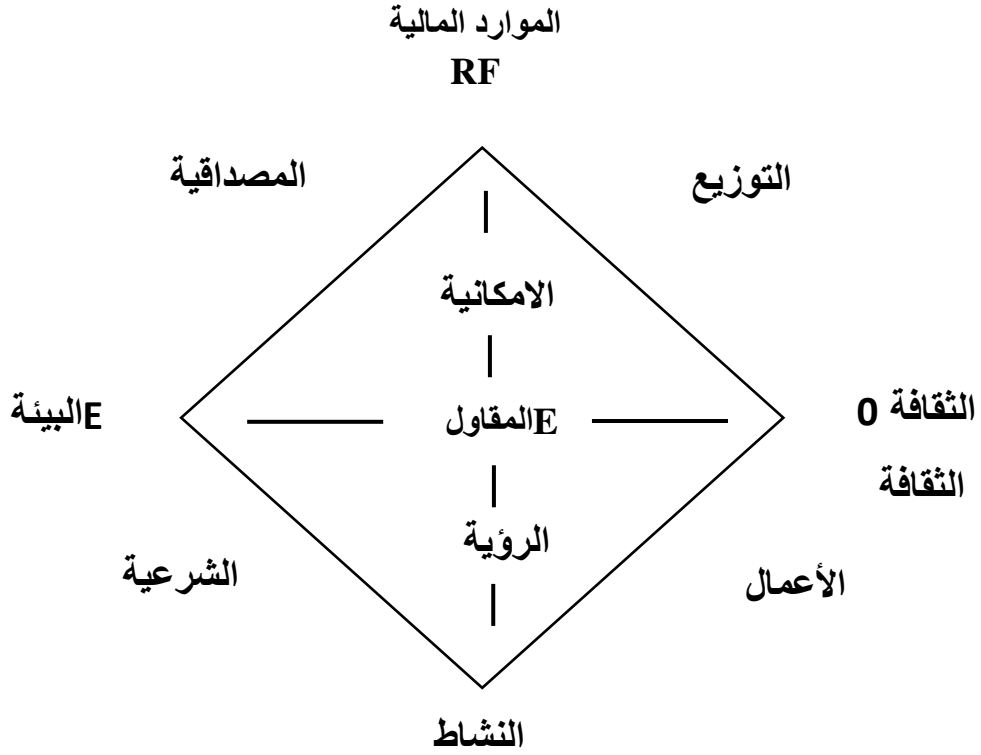 الموارد المالية
RF
التوزيع
المصداقية
الامكانية
الثقافة 0
Eالمقاول
Eالبيئة
الثقافة
الرؤية
الأعمال
الشرعية
النشاط